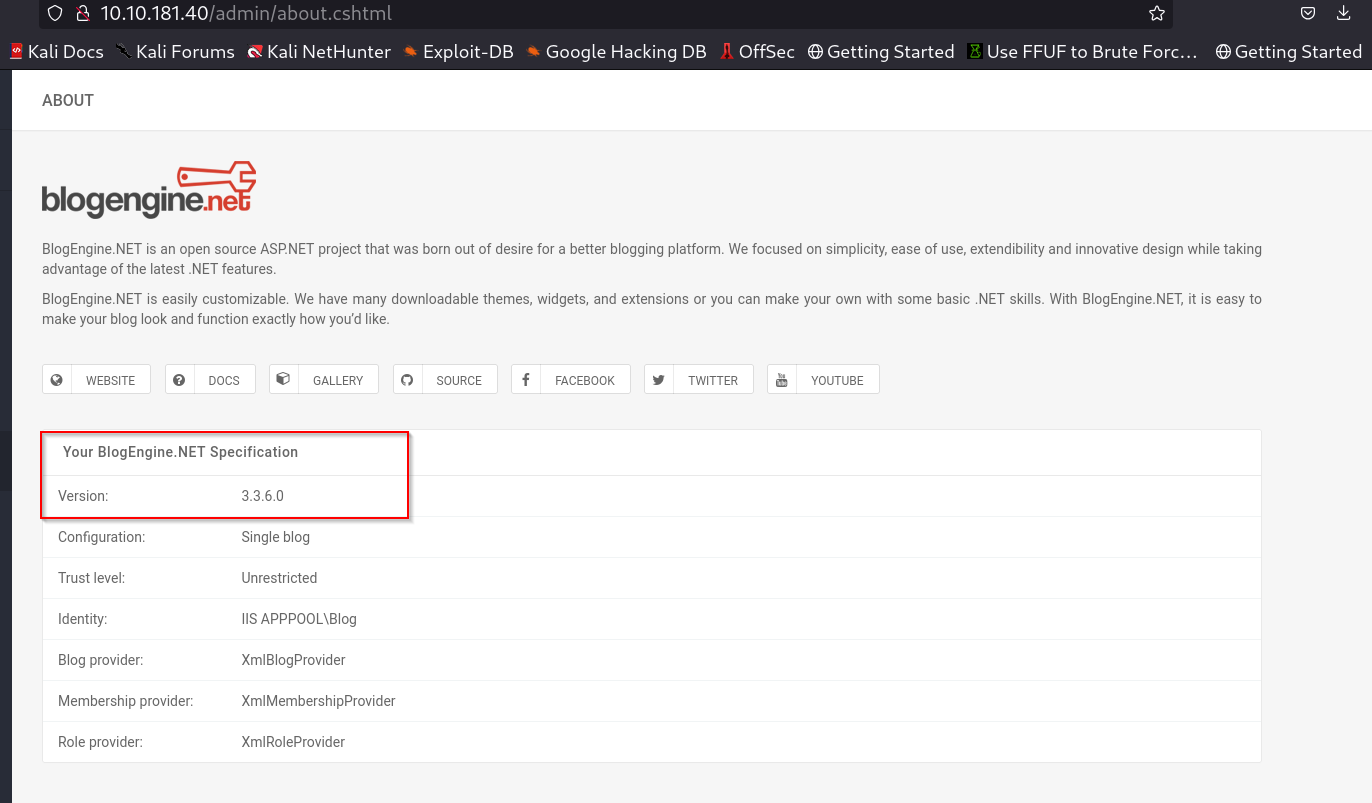 10.10.181.40/admin/about.cshtml
Kali Docs Kali Forums Kali NetHunter Exploit-DB Google Hacking DB OffSec Getting Started Use FFUF to Brute Forc… Getting Started
ABOUT
blogengine.net
BlogEngine.NET is an open source ASP.NET project that was born out of desire for a better blogging platform. We focused on simplicity, ease of use, extendibility and innovative design while taking
advantage of the latest .NET features.
BlogEngine.NET is easily customizable. We have many downloadable themes, widgets, and extensions or you can make your own with some basic .NET skills. With BlogEngine.NET, it is easy to
make your blog look and function exactly how you’d like.
WEBSITE DOCS GALLERY SOURCE FACEBOOK TWITTER YOUTUBE
Your BlogEngine.NET Specification
Version: 3.3.6.0
Configuration: Single blog
Trust level: Unrestricted
Identity: IIS APPPOOL\Blog
Blog provider: XmlBlogProvider
Membership provider: XmlMembershipProvider
Role provider: XmlRoleProvider